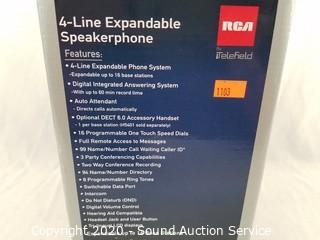 4-Line Expandable
Speakerphone
RCA
by
Telefield
Features:
• 4-Line Expandable Phone System
-Expandable up to 16 base stations
• Digital Integrated Answering System
-With up to 60 min record time
• Auto Attendant
-Directs calls automatically
• Optional DECT 6.0 Accessory Handset
- 1 per base station (H5401 sold separately)
• 16 Programmable One Touch Speed Dials
• Full Remote Access to Messages
• 99 Name/Number Call Waiting Caller ID*
• 3 Party Conferencing Capabilities
• Two Way Conference Recording
• 94 Name/Number Directory
• 8 Programmable Ring Tones
• Switchable Data Port
• Intercom
• Do Not Disturb (DND)
• Digital Volume Control
• Hearing Aid Compatible
• Headset Jack and User Button
1103
Copyright 2020 - Sound Auction Service